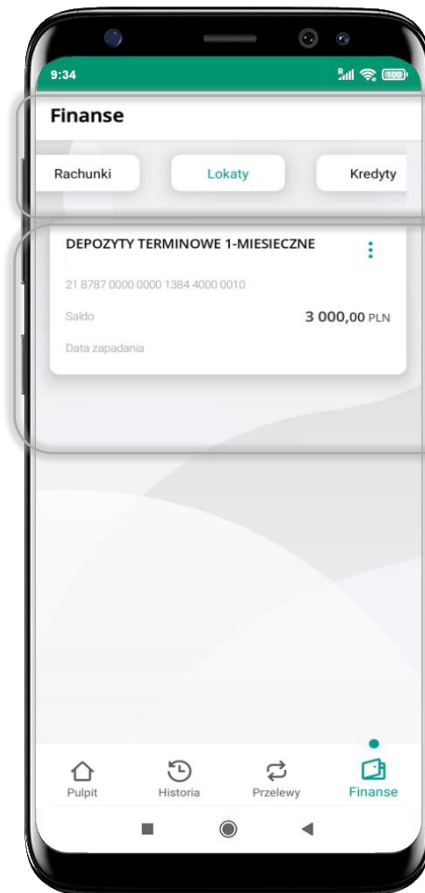 9:34
R
100
Finanse
Rachunki
Lokaty
Kredyty
DEPOZYTY TERMINOWE 1-MIESIECZNE
21 8787 0000 0000 1384 4000 0010
Saldo
3 000,00 PLN
Data zapadania
Pulpit
Historia
Przelewy
Finanse